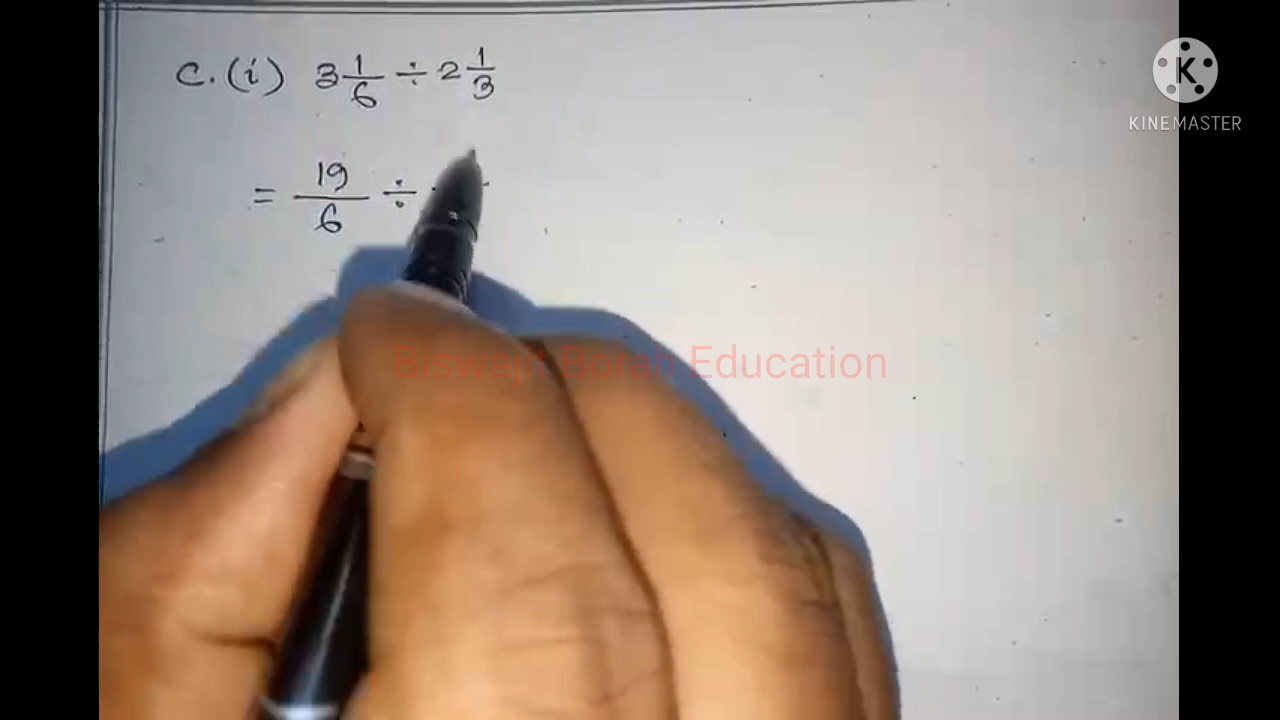 C. (i) 3 1/6 ÷ 2 1/3
= 19/6 ÷
K
KINEMASTER
Biswajit Borah Education